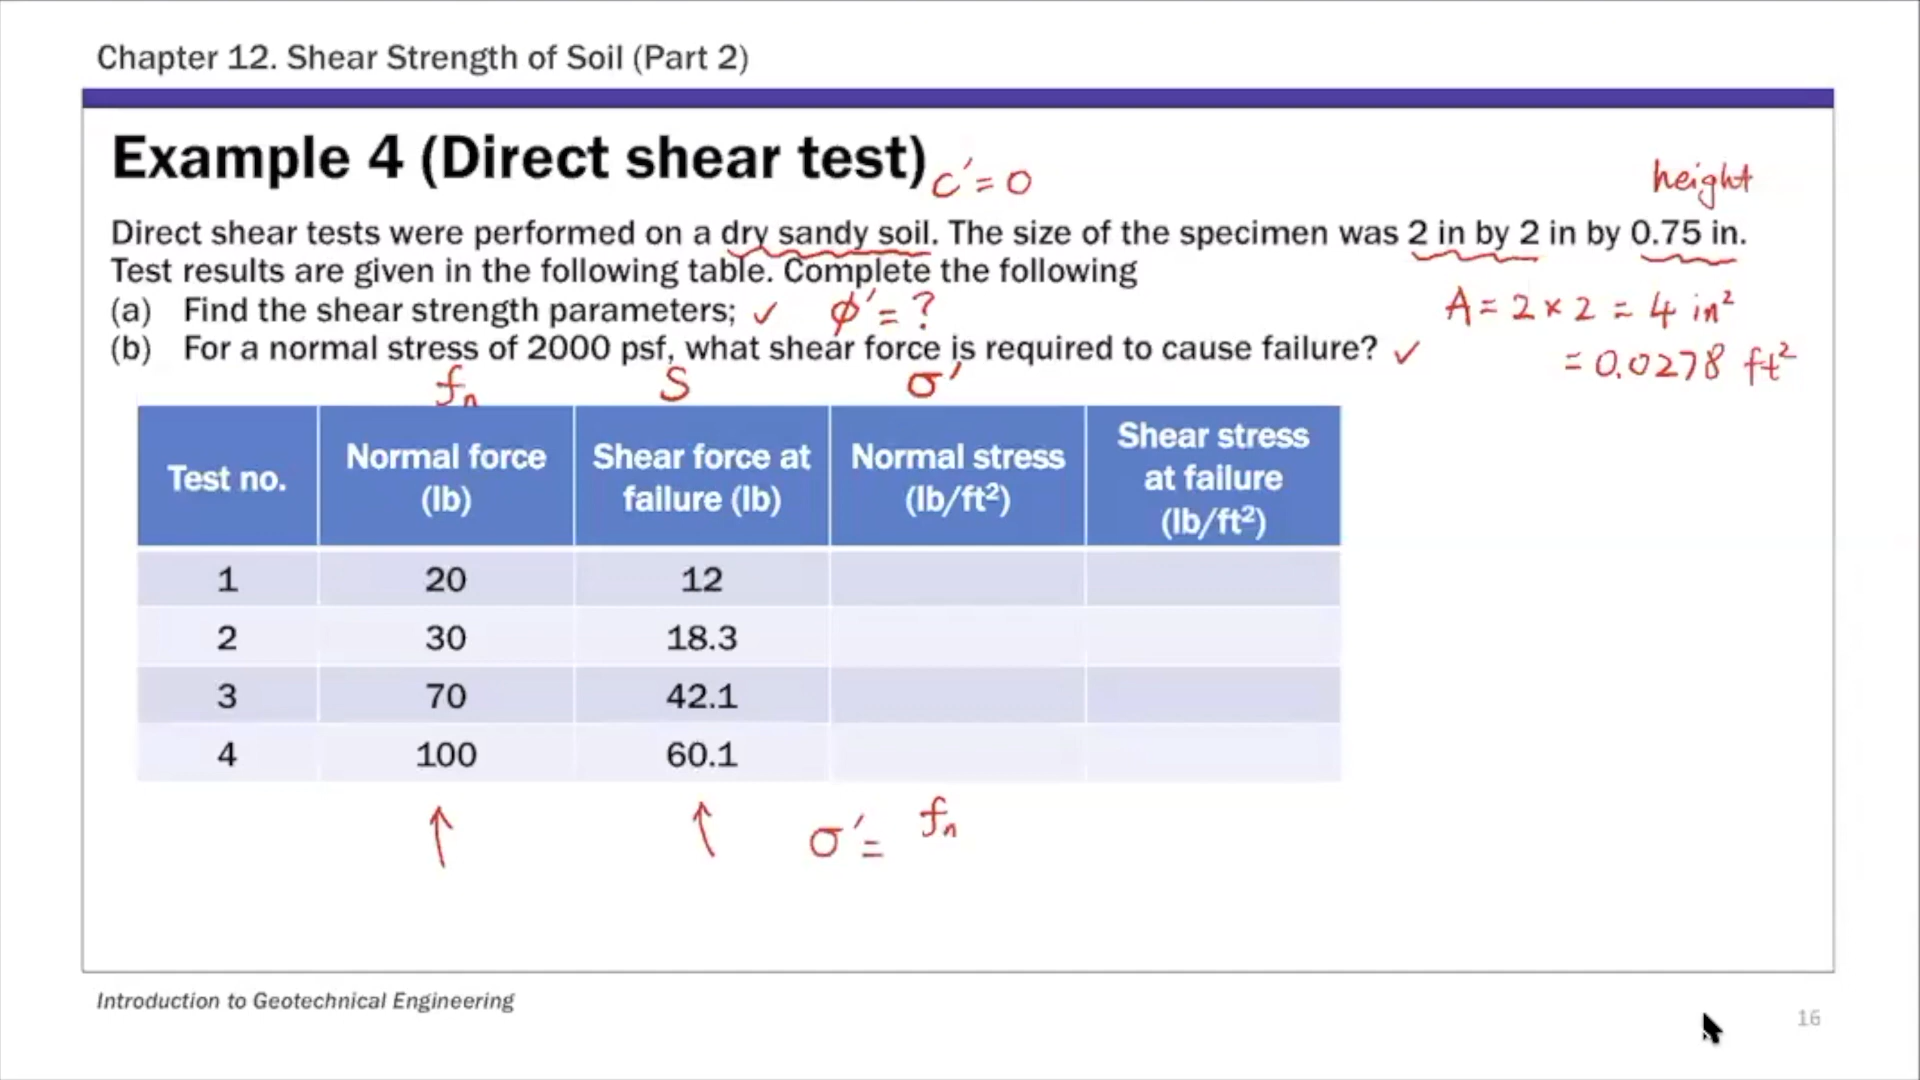 Chapter 12. Shear Strength of Soil (Part 2)
Example 4 (Direct shear test)
c′ = 0
height
Direct shear tests were performed on a dry sandy soil. The size of the specimen was 2 in by 2 in by 0.75 in.
Test results are given in the following table. Complete the following
(a) Find the shear strength parameters; ✓ ϕ′ = ?
A = 2 × 2 = 4 in²
(b) For a normal stress of 2000 psf, what shear force is required to cause failure? ✓
= 0.0278 ft²
fn S σ′
Test no. Normal force (lb) Shear force at failure (lb) Normal stress (lb/ft²) Shear stress at failure (lb/ft²)
1 20 12
2 30 18.3
3 70 42.1
4 100 60.1
σ′ = fn
Introduction to Geotechnical Engineering
16